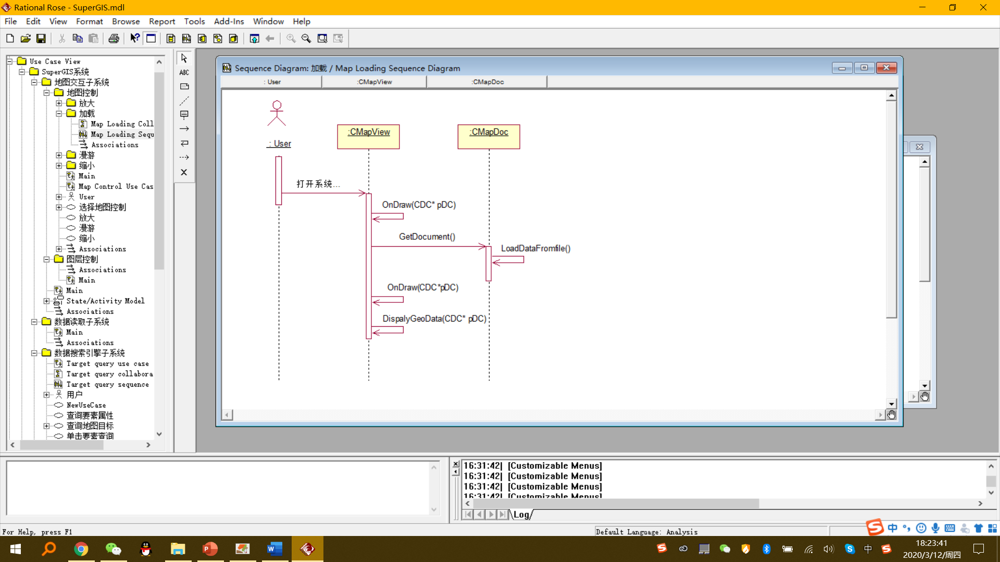 Rational Rose - SuperGIS.mdl
File Edit View Format Browse Report Tools Add-Ins Window Help
Use Case View
SuperGIS系统
地图交互子系统
地图控制
放大
加载
Map Loading Coll
Map Loading Sequ
Associations
漫游
缩小
Main
Map Control Use Cas
User
选择地图控制
放大
漫游
缩小
Associations
图层控制
Associations
Main
Main
State/Activity Model
Associations
数据读取子系统
Main
Associations
数据搜索引擎子系统
Target query use case
Target query collabora
Target query sequence
用户
NewUseCase
查询要素属性
查询地图目标
单击要素查询
ABC
Sequence Diagram: 加载 / Map Loading Sequence Diagram
: User :CMapView :CMapDoc
:CMapView :CMapDoc
: User
打开系统...
OnDraw(CDC* pDC)
GetDocument()
LoadDataFromfile()
OnDraw(CDC*pDC)
DispalyGeoData(CDC* pDC)
16:31:42| [Customizable Menus]
16:31:42| [Customizable Menus]
16:31:42| [Customizable Menus]
16:31:42| [Customizable Menus]
Log
For Help, press F1
Default Language: Analysis
中
中
18:23:41
2020/3/12/周四